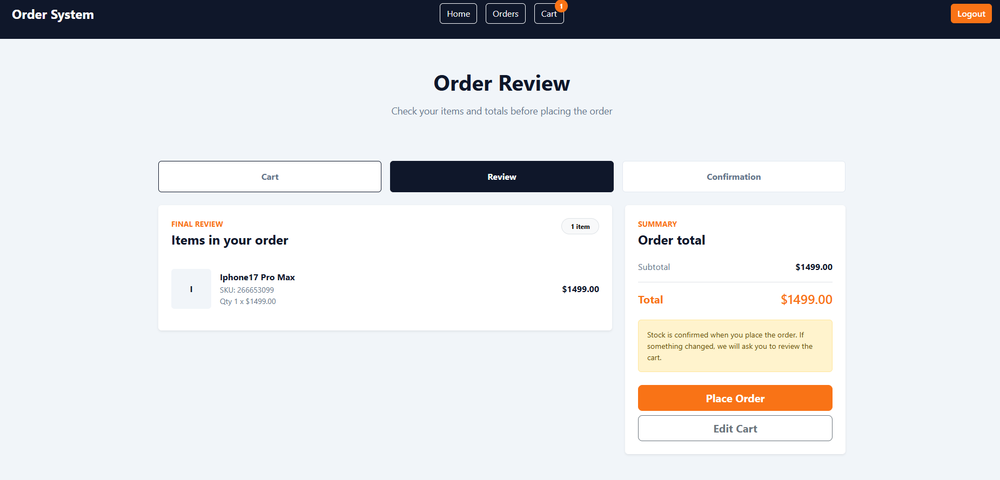 Order System
Home
Orders
Cart
1
Logout
Order Review
Check your items and totals before placing the order
Cart
Review
Confirmation
FINAL REVIEW
Items in your order
1 item
I
Iphone17 Pro Max
SKU: 266653099
Qty 1 x $1499.00
$1499.00
SUMMARY
Order total
Subtotal
$1499.00
Total
$1499.00
Stock is confirmed when you place the order. If
something changed, we will ask you to review the
cart.
Place Order
Edit Cart